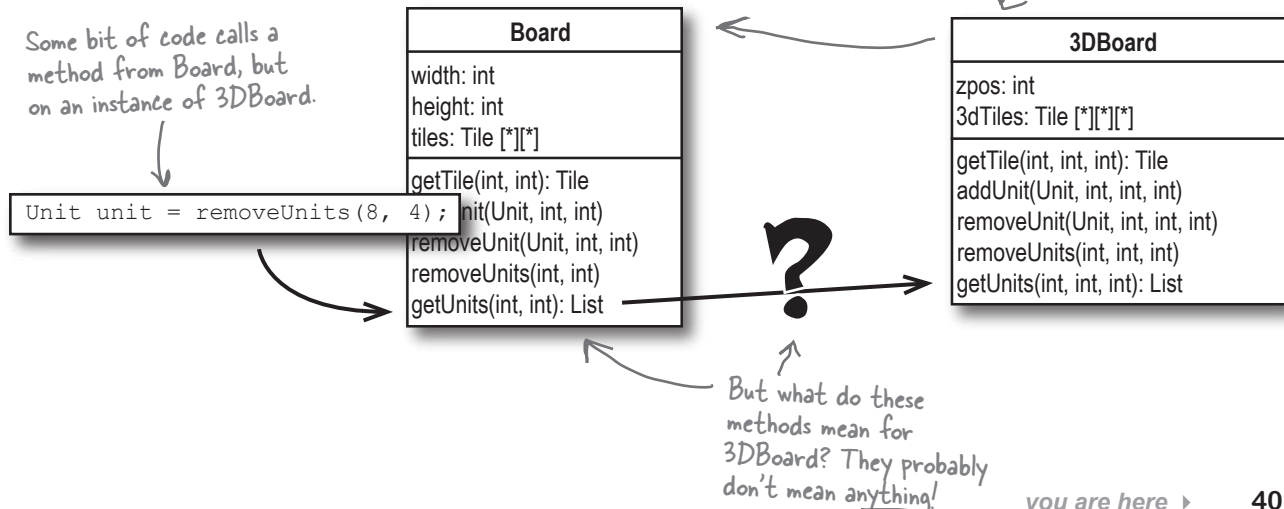 Some bit of code calls a
method from Board, but
on an instance of 3DBoard.
Unit unit = removeUnits(8, 4);
Board
width: int
height: int
tiles: Tile [*][*]
getTile(int, int): Tile
nit(Unit, int, int)
removeUnit(Unit, int, int)
removeUnits(int, int)
getUnits(int, int): List
?
3DBoard
zpos: int
3dTiles: Tile [*][*][*]
getTile(int, int, int): Tile
addUnit(Unit, int, int, int)
removeUnit(Unit, int, int, int)
removeUnits(int, int, int)
getUnits(int, int, int): List
But what do these
methods mean for
3DBoard? They probably
don't mean anything!
you are here ▸ 40